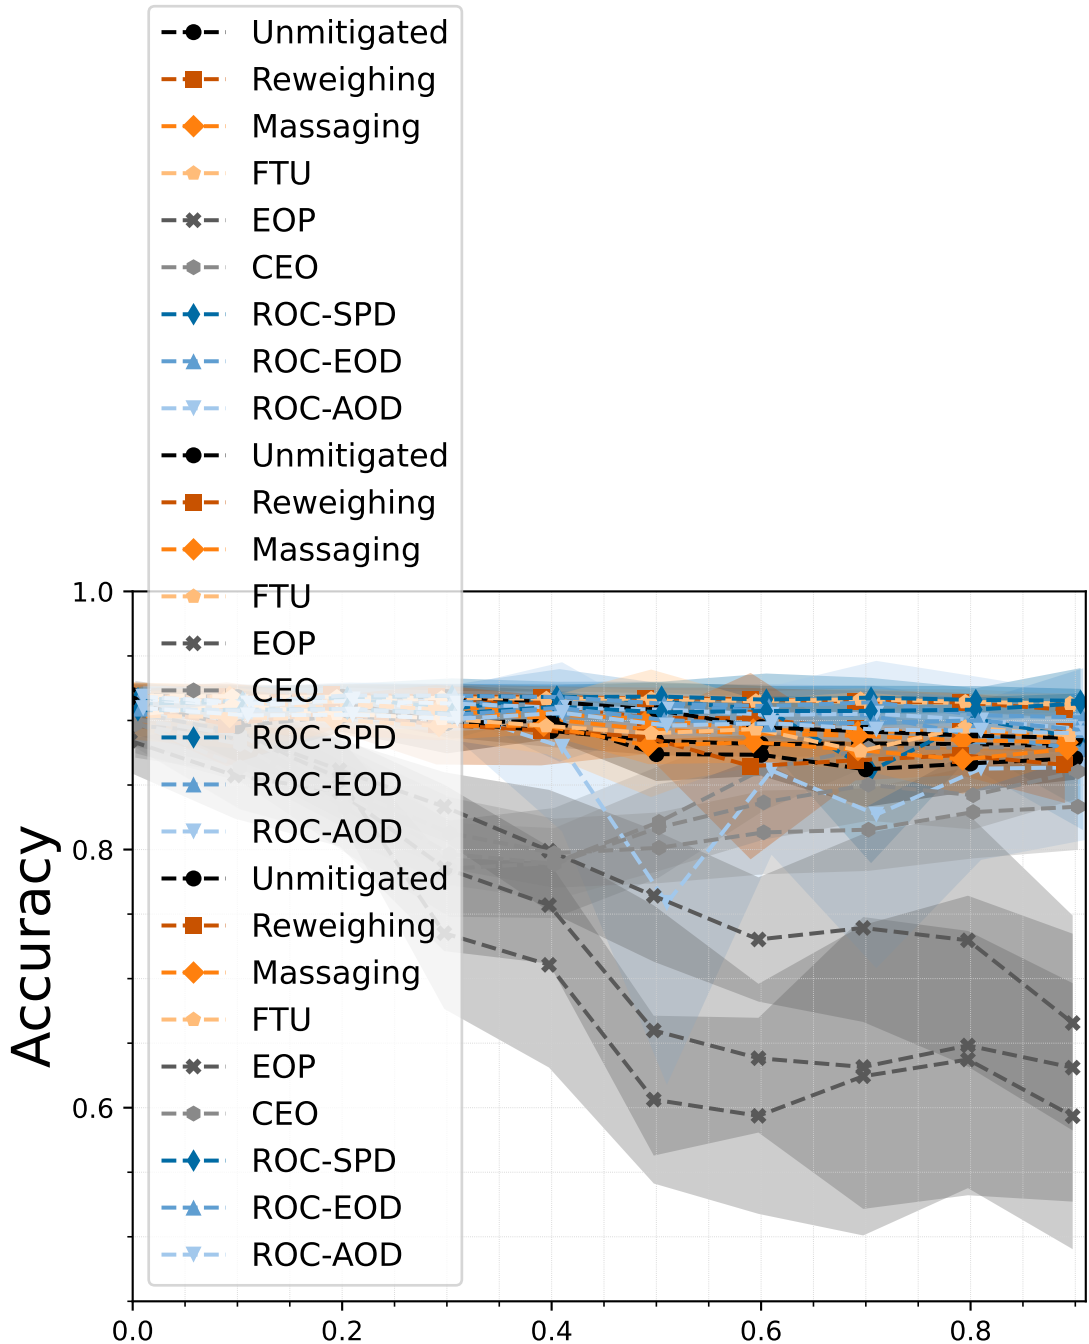 Unmitigated
Reweighing
Massaging
FTU
EOP
CEO
ROC-SPD
ROC-EOD
ROC-AOD
Unmitigated
Reweighing
Massaging
1.0
FTU
EOP
CEO
ROC-SPD
ROC-EOD
ROC-AOD
0.8
Unmitigated
Reweighing
Massaging
Accuracy
FTU
EOP
0.6
CEO
ROC-SPD
ROC-EOD
ROC-AOD
0.0 0.2 0.4 0.6 0.8